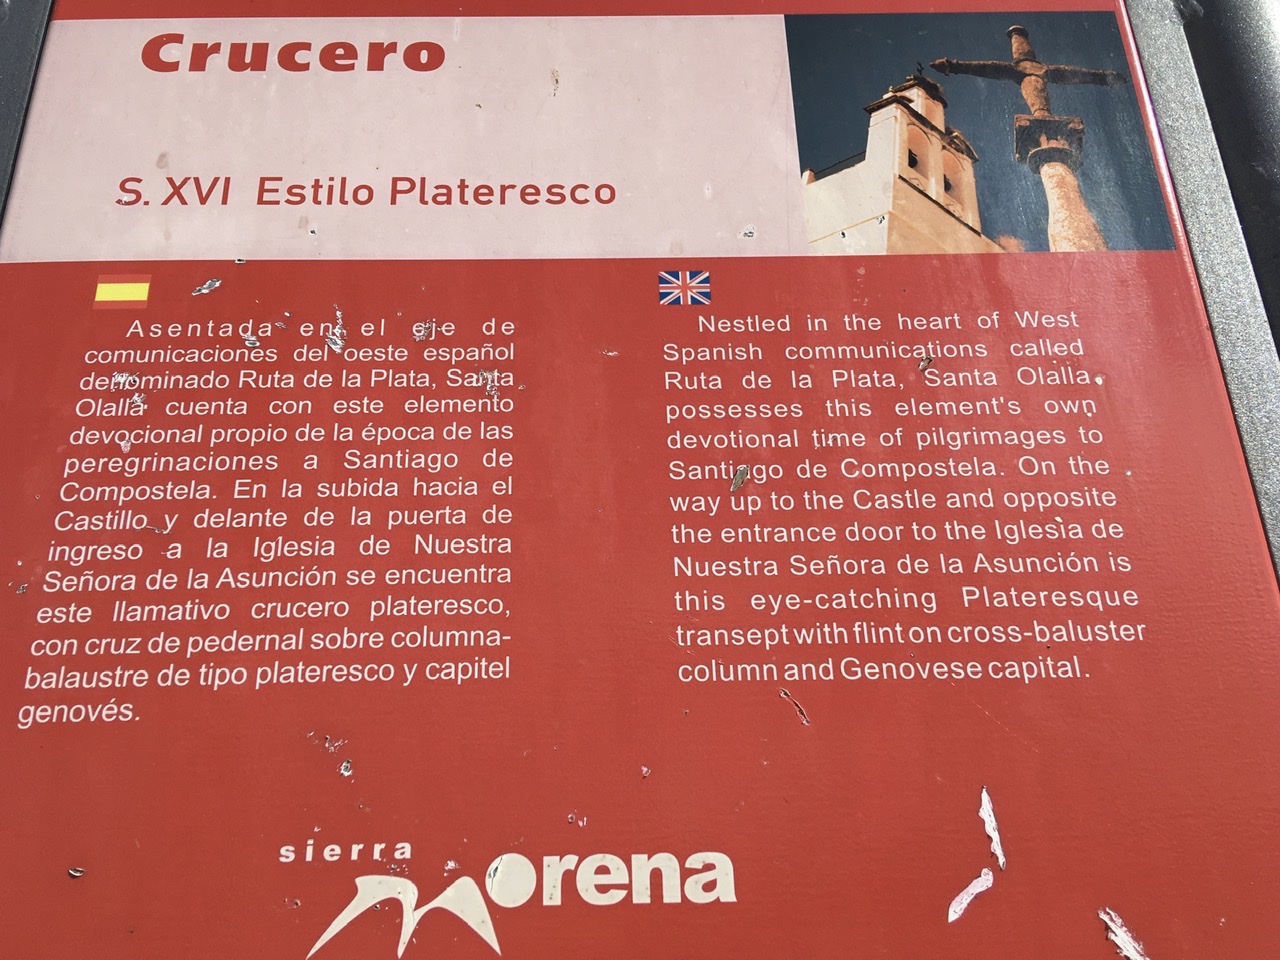 Crucero
S. XVI Estilo Plateresco
Asentada en el eje de
comunicaciones del oeste español
denominado Ruta de la Plata, Santa
Olalla cuenta con este elemento
devocional propio de la época de las
peregrinaciones a Santiago de
Compostela. En la subida hacia el
Castillo y delante de la puerta de
ingreso a la Iglesia de Nuestra
Señora de la Asunción se encuentra
este llamativo crucero plateresco,
con cruz de pedernal sobre columna-
balaustre de tipo plateresco y capitel
genovés.
Nestled in the heart of West
Spanish communications called
Ruta de la Plata, Santa Olalla
possesses this element's own
devotional time of pilgrimages to
Santiago de Compostela. On the
way up to the Castle and opposite
the entrance door to the Iglesia de
Nuestra Señora de la Asunción is
this eye-catching Plateresque
transept with flint on cross-baluster
column and Genovese capital.
sierra
morena